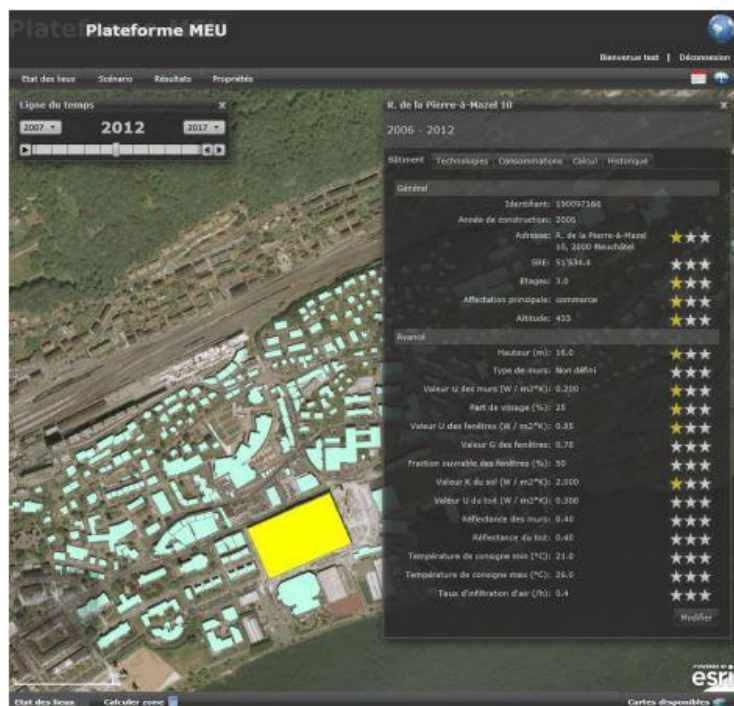 Plateforme MEU
Bienvenue test | Déconnexion
Etat des lieux Scénario Résultats Propriétés
Ligne du temps x
2007 2012 2017
R. de la Pierre-à-Mazel 10 x
2006 - 2012
Bâtiment Technologies Consommations Calcul Historique
Général
Identifiant: 190097166
Année de construction: 2006
Adresse: R. de la Pierre-à-Mazel
10, 2000 Neuchâtel
SRE: 51'534.4
Etages: 3.0
Affectation principale: commerce
Altitude: 433
Avancé
Hauteur (m): 16.0
Type de murs: Non défini
Valeur U des murs (W / m2*K): 0.200
Part de vitrage (%): 25
Valeur U des fenêtres (W / m2*K): 0.85
Valeur G des fenêtres: 0.70
Fraction ouvrable des fenêtres (%): 50
Valeur K du sol (W / m2*K): 2.000
Valeur U du toit (W / m2*K): 0.300
Réflectance des murs: 0.40
Réflectance du toit: 0.40
Température de consigne min (°C): 21.0
Température de consigne max (°C): 26.0
Taux d'infiltration d'air (/h): 0.4
Modifier
POWERED BY
esri
Etat des lieux Calculer zone Cartes disponibles